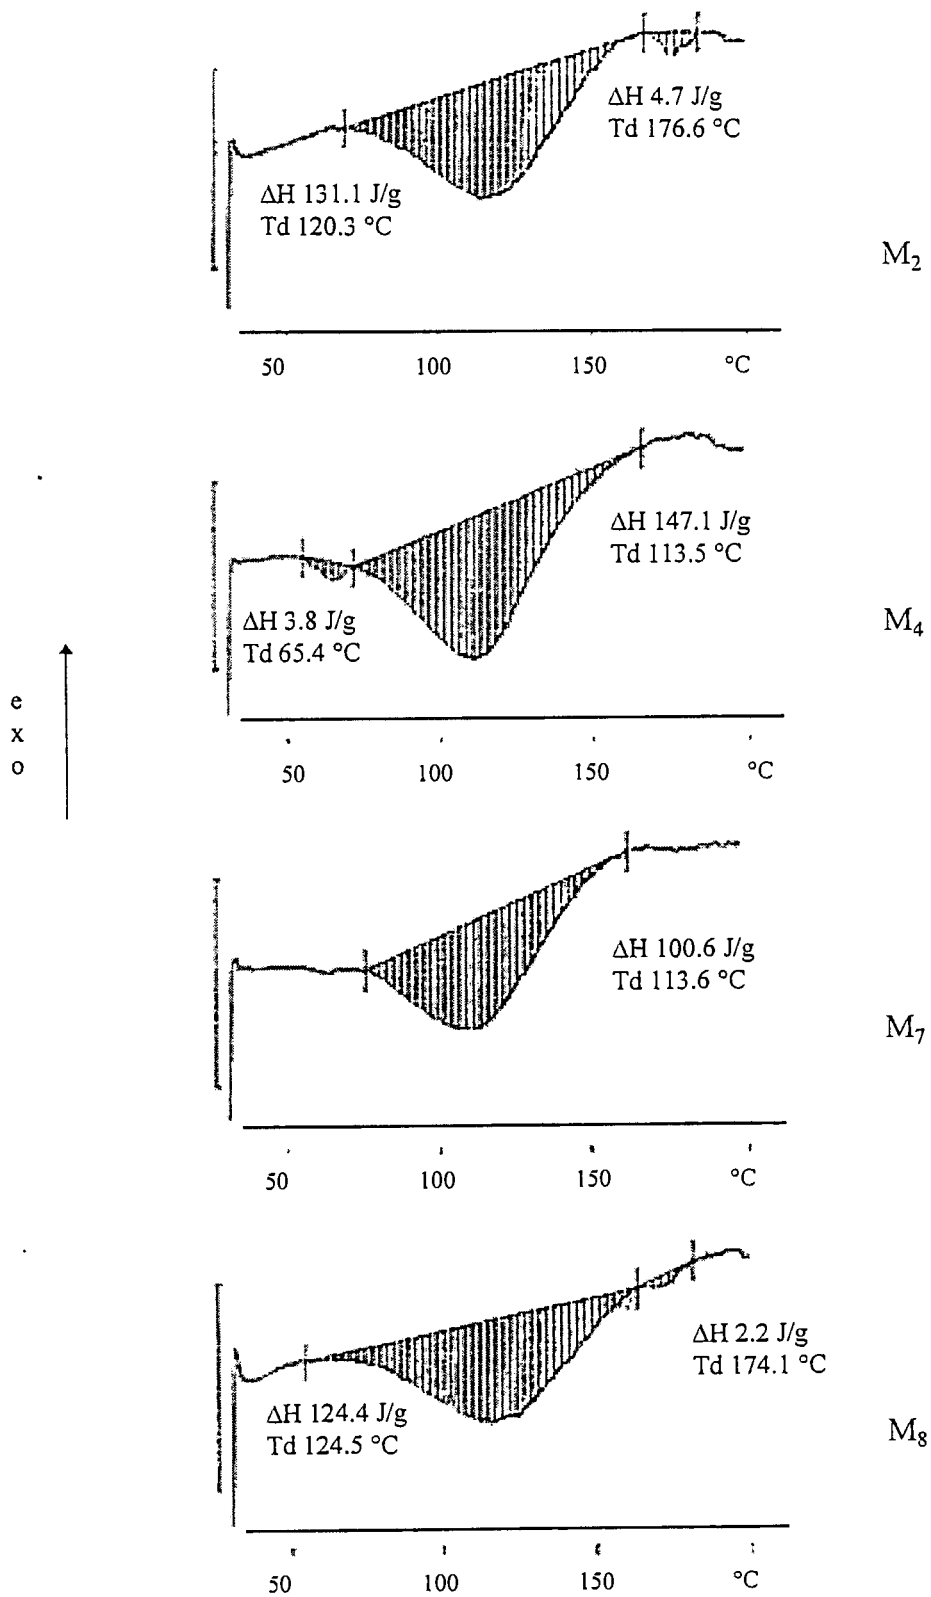 ΔH 4.7 J/g
Td 176.6 °C
ΔH 131.1 J/g
Td 120.3 °C
M₂
50 100 150 °C
ΔH 147.1 J/g
Td 113.5 °C
ΔH 3.8 J/g
Td 65.4 °C
M₄
e
x
o
50 100 150 °C
ΔH 100.6 J/g
Td 113.6 °C
M₇
50 100 150 °C
ΔH 2.2 J/g
Td 174.1 °C
ΔH 124.4 J/g
Td 124.5 °C
M₈
50 100 150 °C